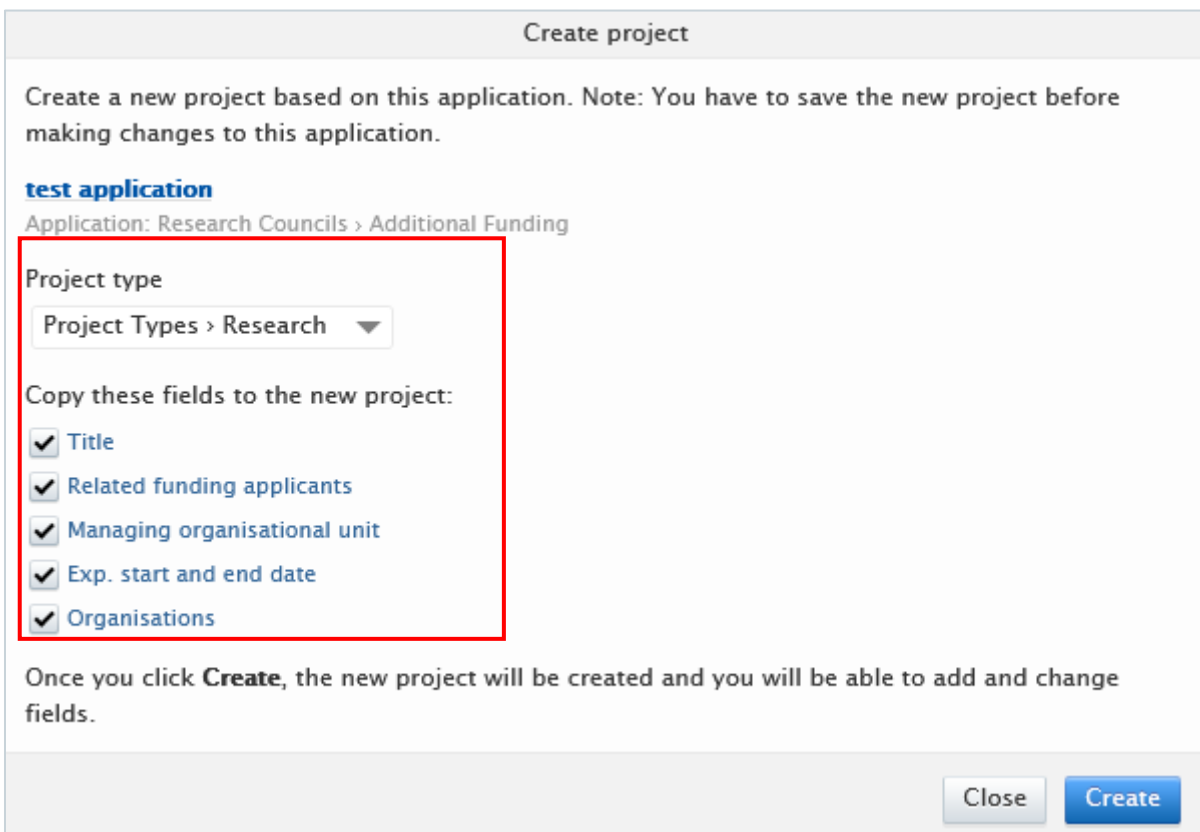 Create project
Create a new project based on this application. Note: You have to save the new project before
making changes to this application.
test application
Application: Research Councils › Additional Funding
Project type
Project Types › Research
Copy these fields to the new project:
Title
Related funding applicants
Managing organisational unit
Exp. start and end date
Organisations
Once you click Create, the new project will be created and you will be able to add and change
fields.
Close
Create